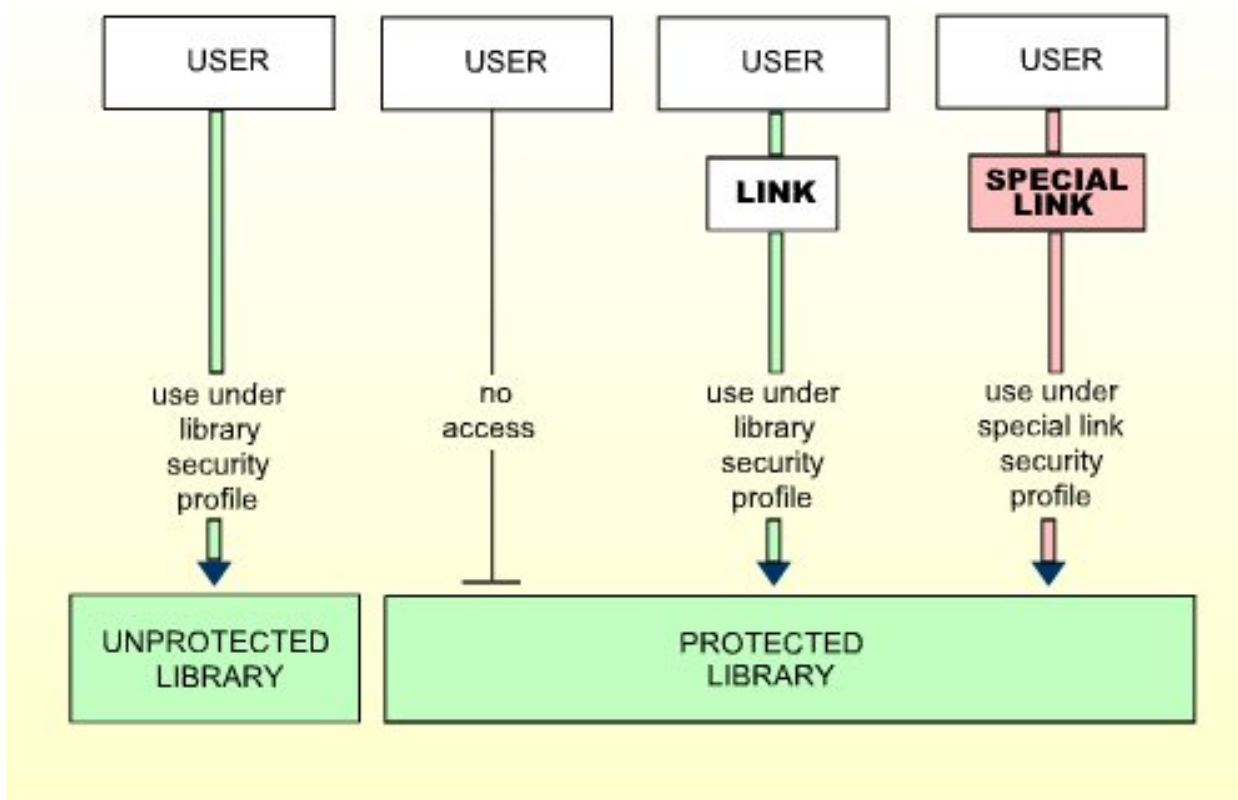 USER
USER
USER
USER
LINK
SPECIAL
LINK
use under
library
security
profile
no
access
use under
library
security
profile
use under
special link
security
profile
UNPROTECTED
LIBRARY
PROTECTED
LIBRARY